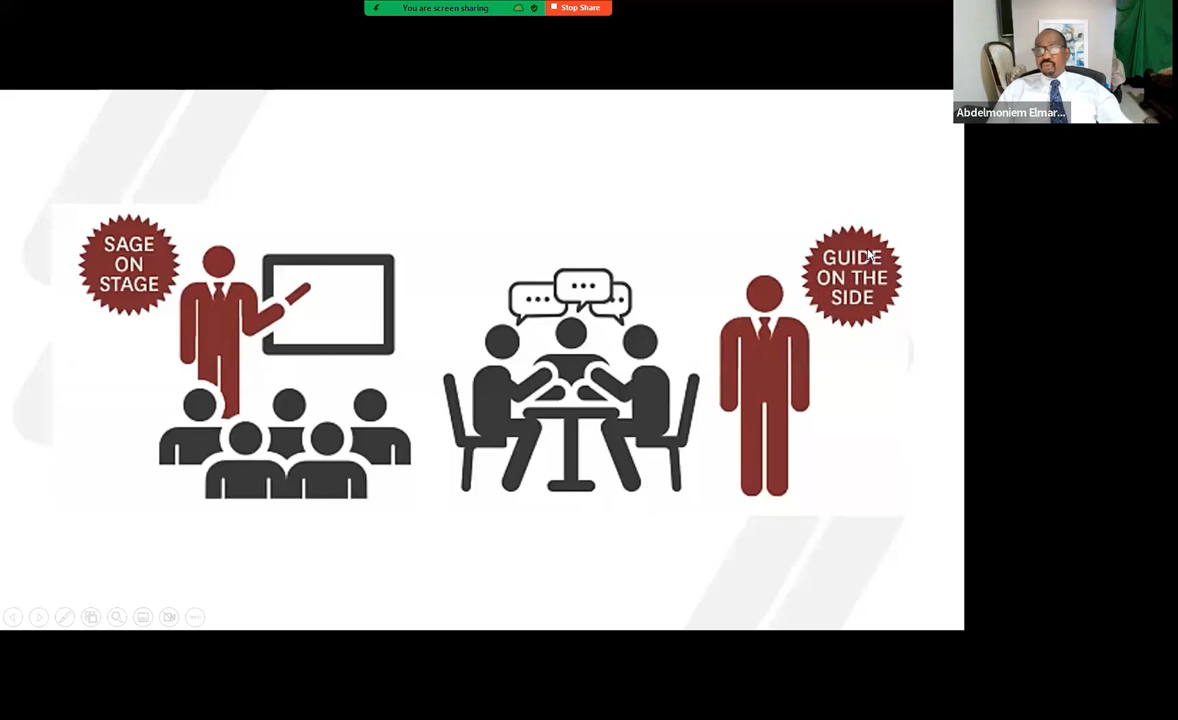 You are screen sharing
Stop Share
Abdelmoniem Elmar...
SAGE
ON
STAGE
GUIDE
ON THE
SIDE